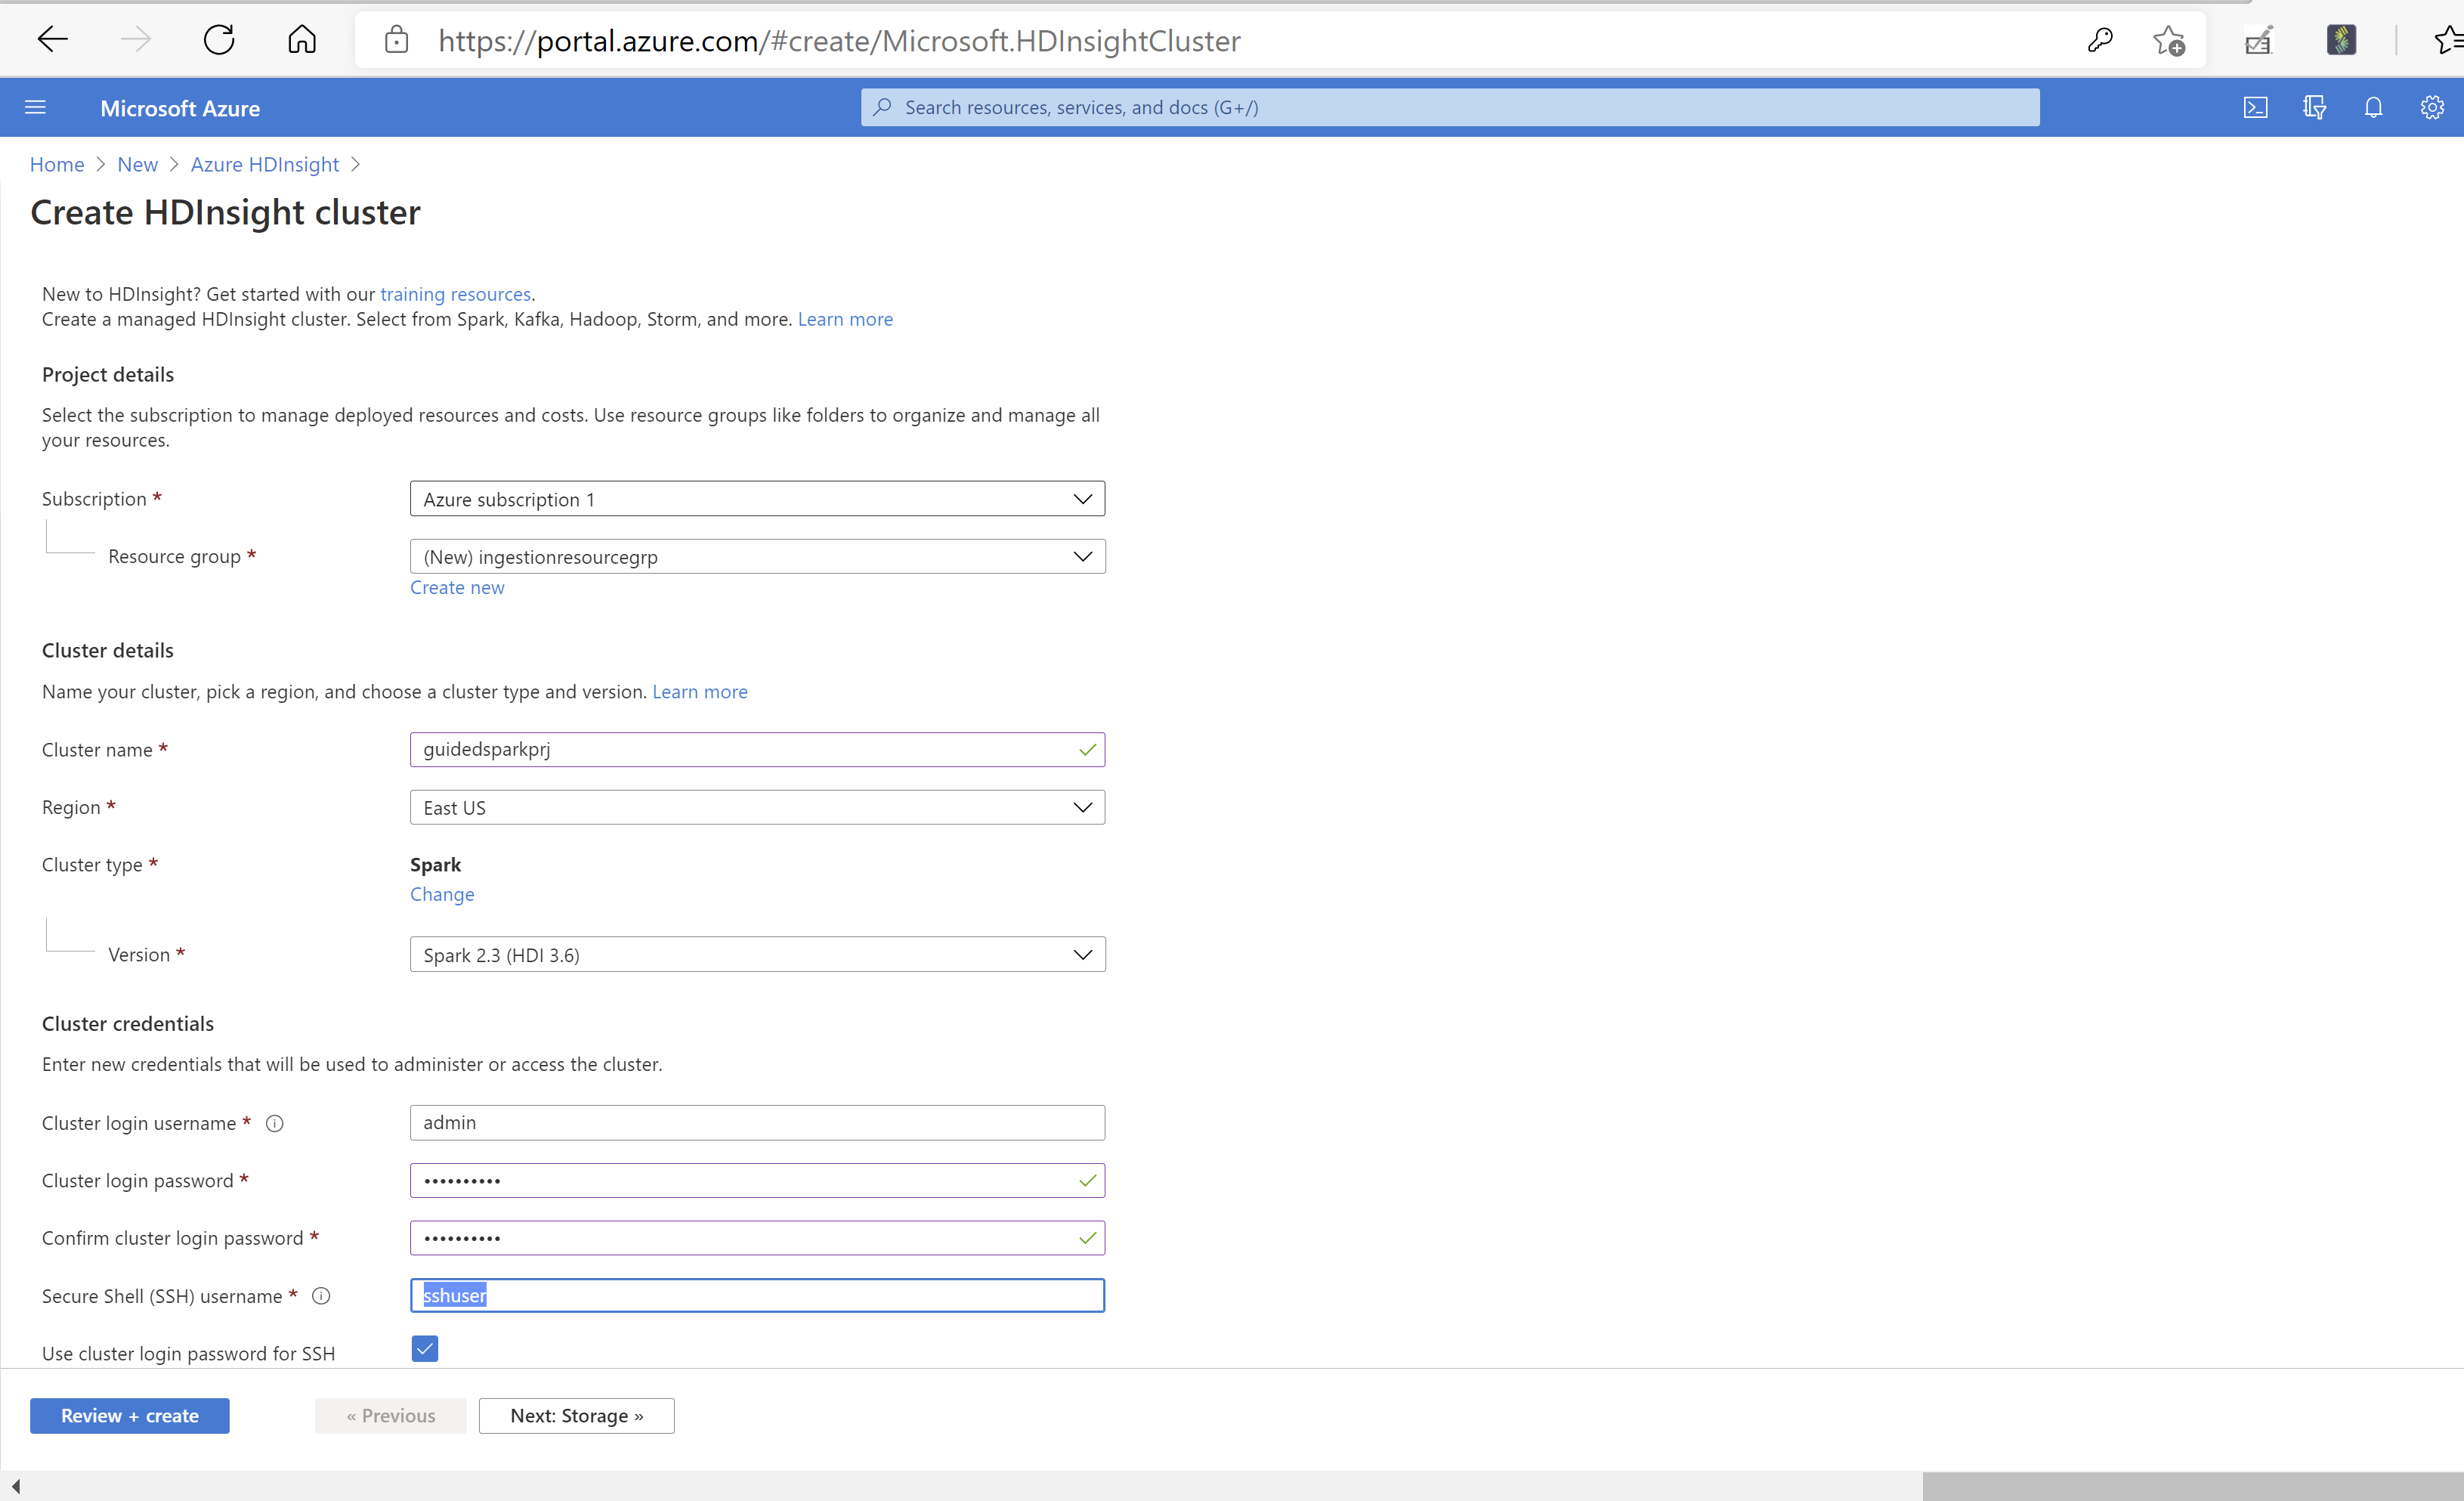 https://portal.azure.com/#create/Microsoft.HDInsightCluster
Microsoft Azure
Search resources, services, and docs (G+/)
Home > New > Azure HDInsight >
Create HDInsight cluster
New to HDInsight? Get started with our training resources.
Create a managed HDInsight cluster. Select from Spark, Kafka, Hadoop, Storm, and more. Learn more
Project details
Select the subscription to manage deployed resources and costs. Use resource groups like folders to organize and manage all
your resources.
Subscription *
Azure subscription 1
Resource group *
(New) ingestionresourcegrp
Create new
Cluster details
Name your cluster, pick a region, and choose a cluster type and version. Learn more
Cluster name *
guidedsparkprj
Region *
East US
Cluster type *
Spark
Change
Version *
Spark 2.3 (HDI 3.6)
Cluster credentials
Enter new credentials that will be used to administer or access the cluster.
Cluster login username *
admin
Cluster login password *
••••••••••
Confirm cluster login password *
••••••••••
Secure Shell (SSH) username *
sshuser
Use cluster login password for SSH
Review + create
« Previous
Next: Storage »